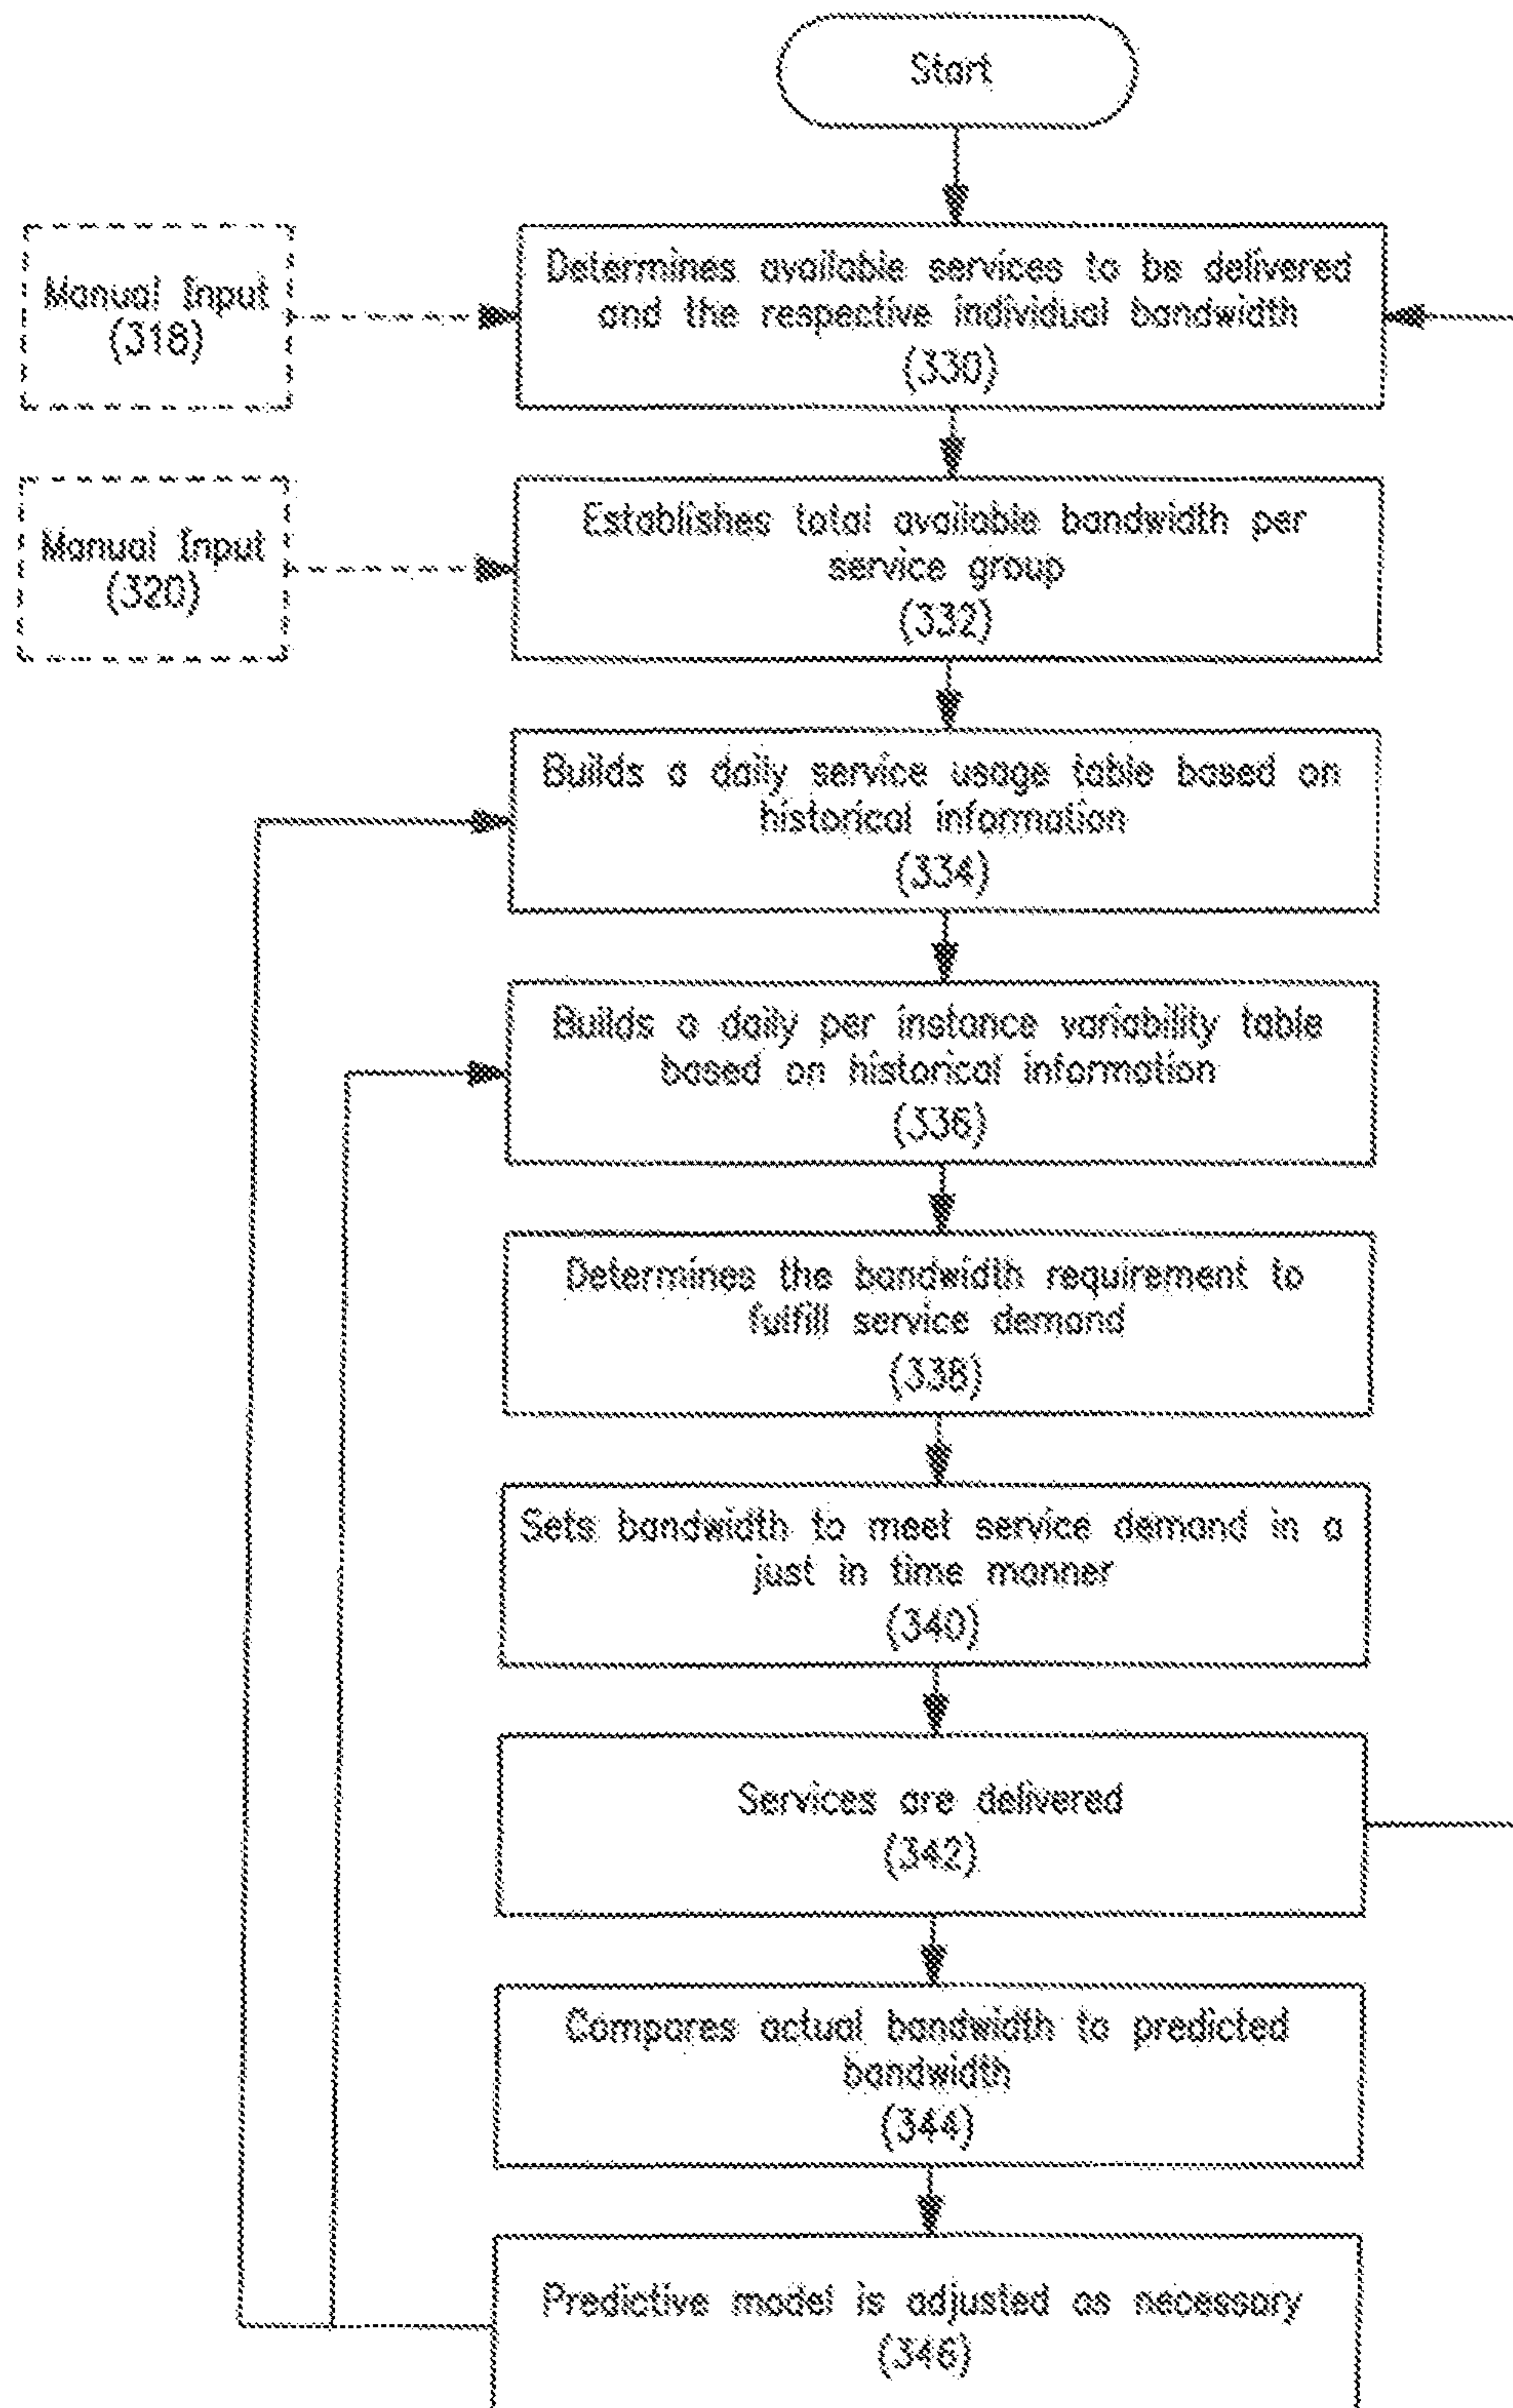 Start
Manual Input
(318)
Determines available services to be delivered
and the respective individual bandwidth
(330)
Manual Input
(320)
Establishes total available bandwidth per
service group
(332)
Builds a daily service usage table based on
historical information
(334)
Builds a daily per instance variability table
based on historical information
(336)
Determines the bandwidth requirement to
fulfill service demand
(338)
Sets bandwidth to meet service demand in a
just in time manner
(340)
Services are delivered
(342)
Compares actual bandwidth to predicted
bandwidth
(344)
Predictive model is adjusted as necessary
(346)